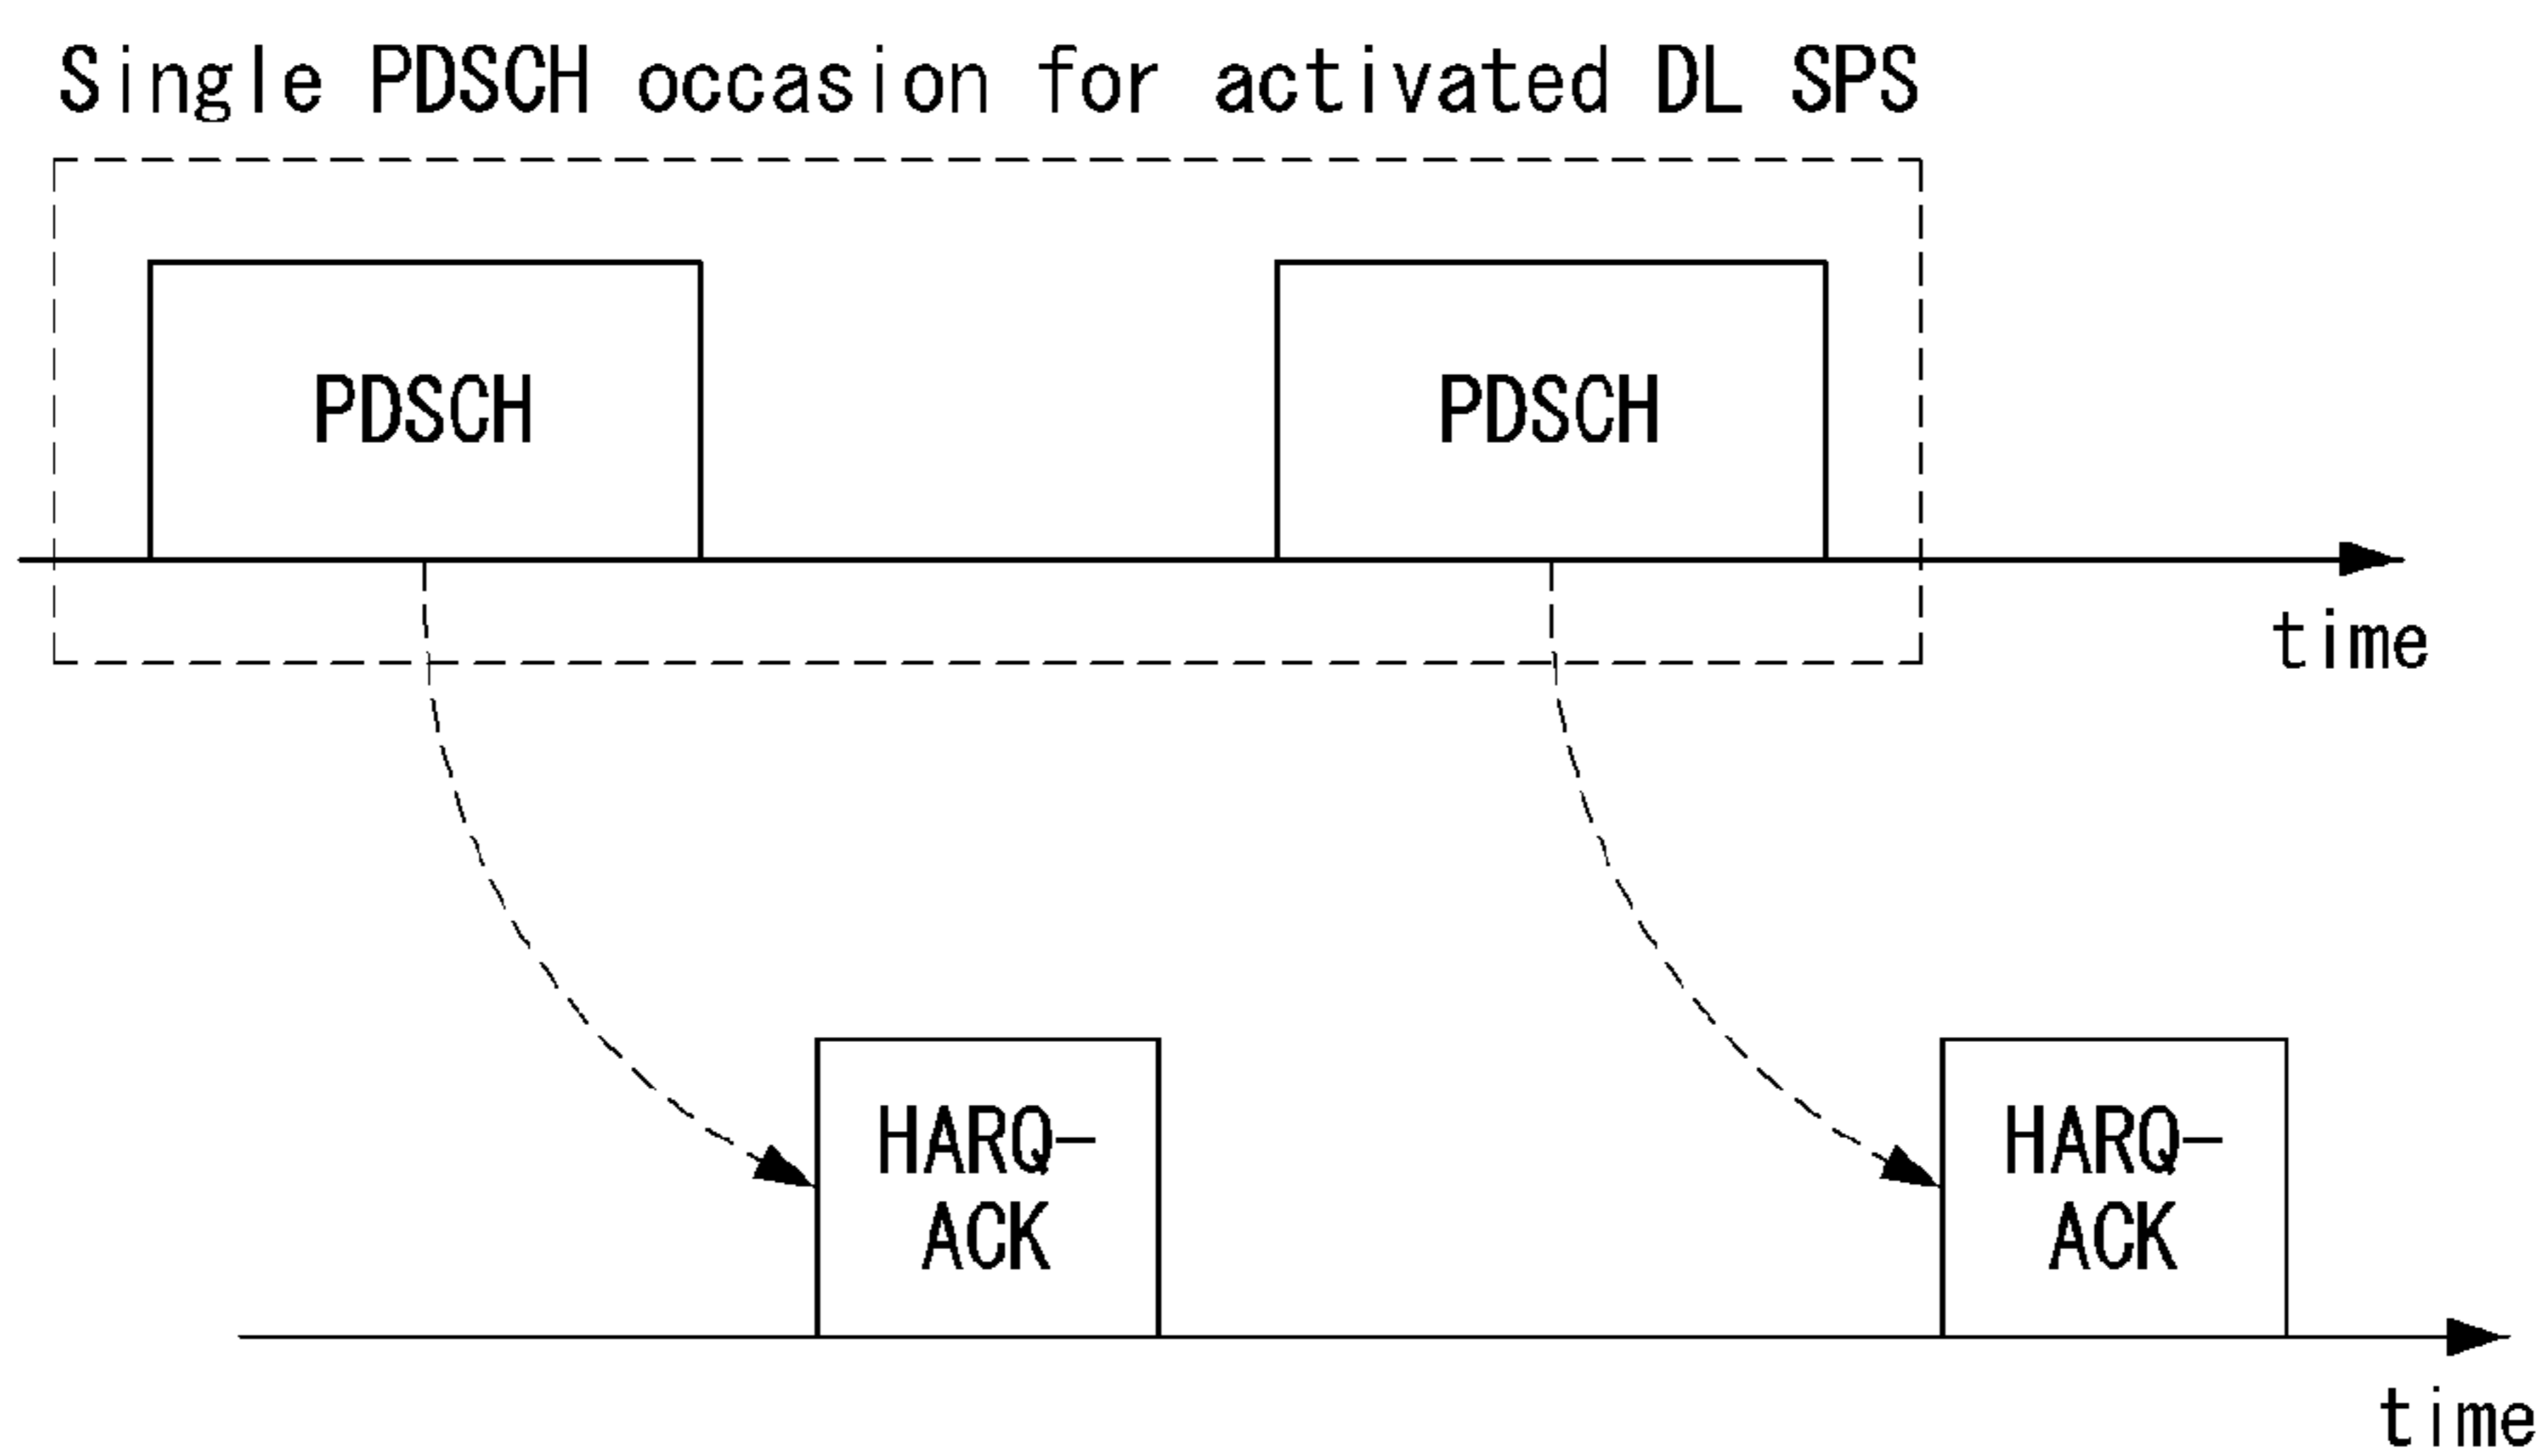 Single PDSCH occasion for activated DL SPS
PDSCH
PDSCH
time
HARQ-
ACK
HARQ-
ACK
time